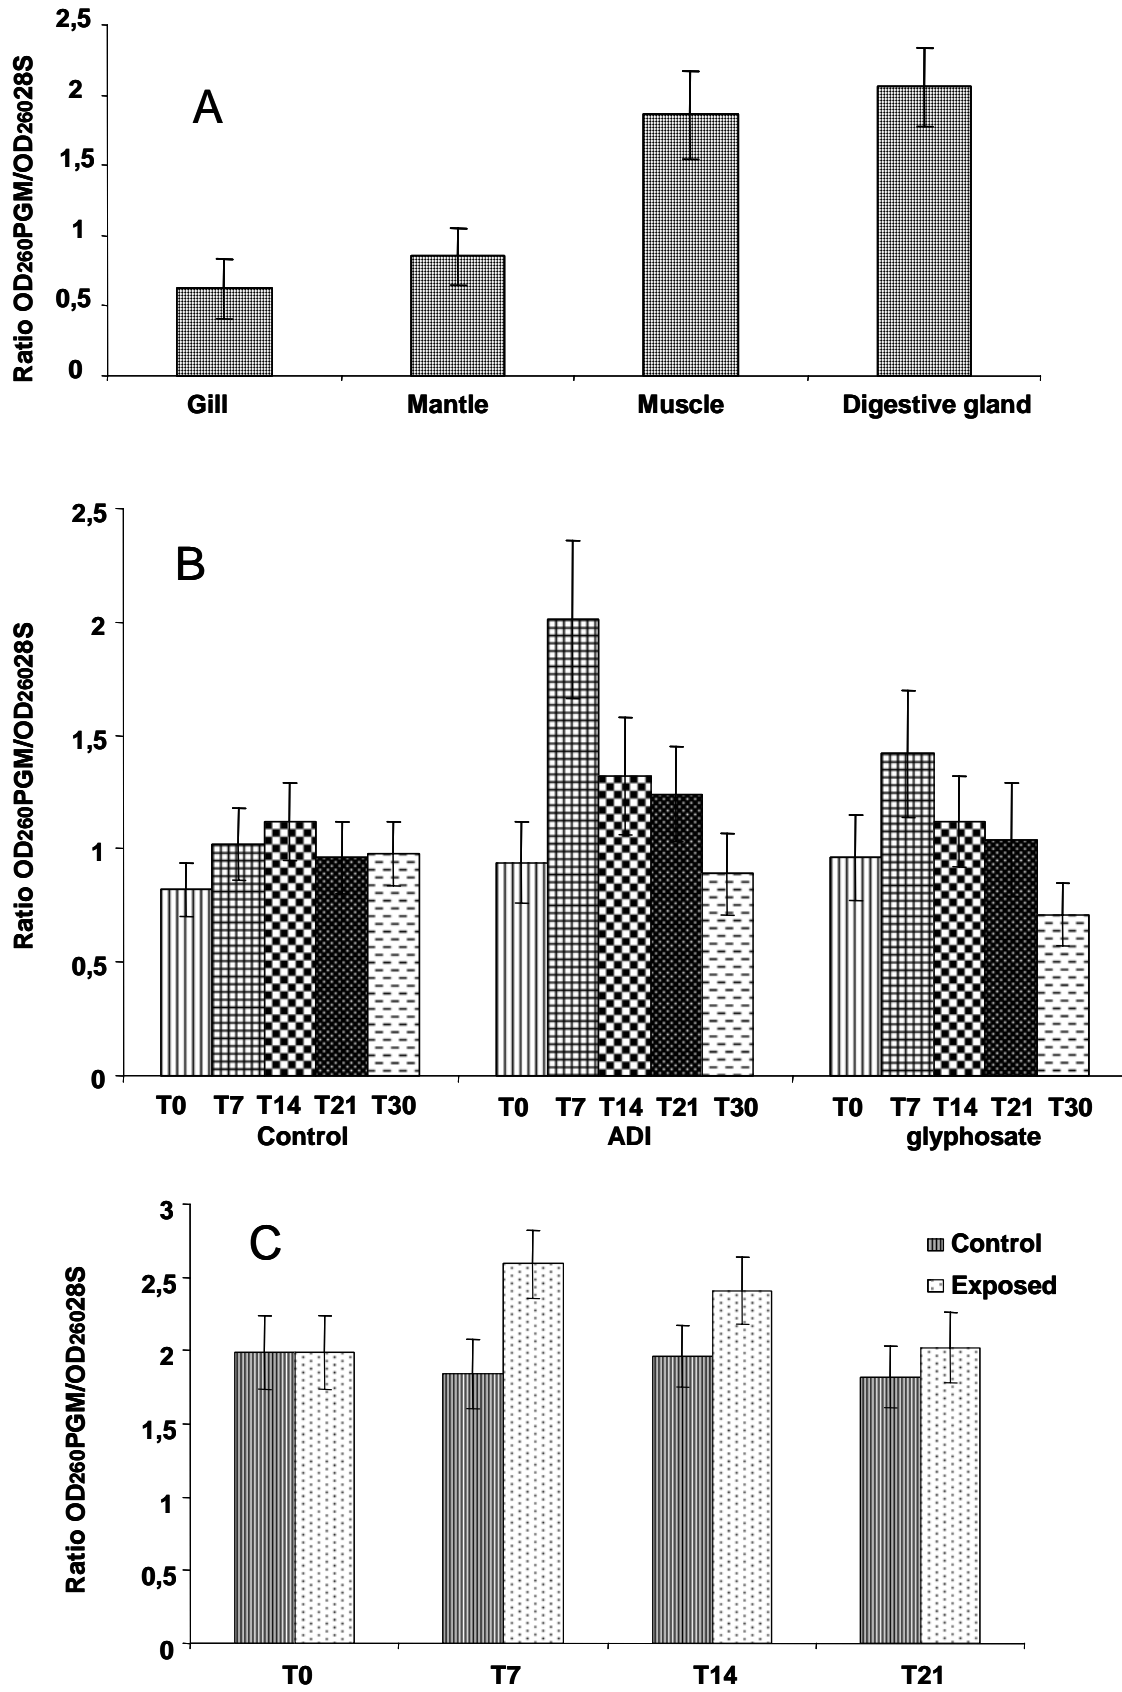 2,5
2
1,5
1
0,5
0
Ratio OD260PGM/OD26028S
A
Gill Mantle Muscle Digestive gland
2,5
2
1,5
1
0,5
0
Ratio OD260PGM/OD26028S
B
T0 T7 T14 T21 T30 T0 T7 T14 T21 T30 T0 T7 T14 T21 T30
Control ADI glyphosate
3
2,5
2
1,5
1
0,5
0
Ratio OD260PGM/OD26028S
C
Control
Exposed
T0 T7 T14 T21